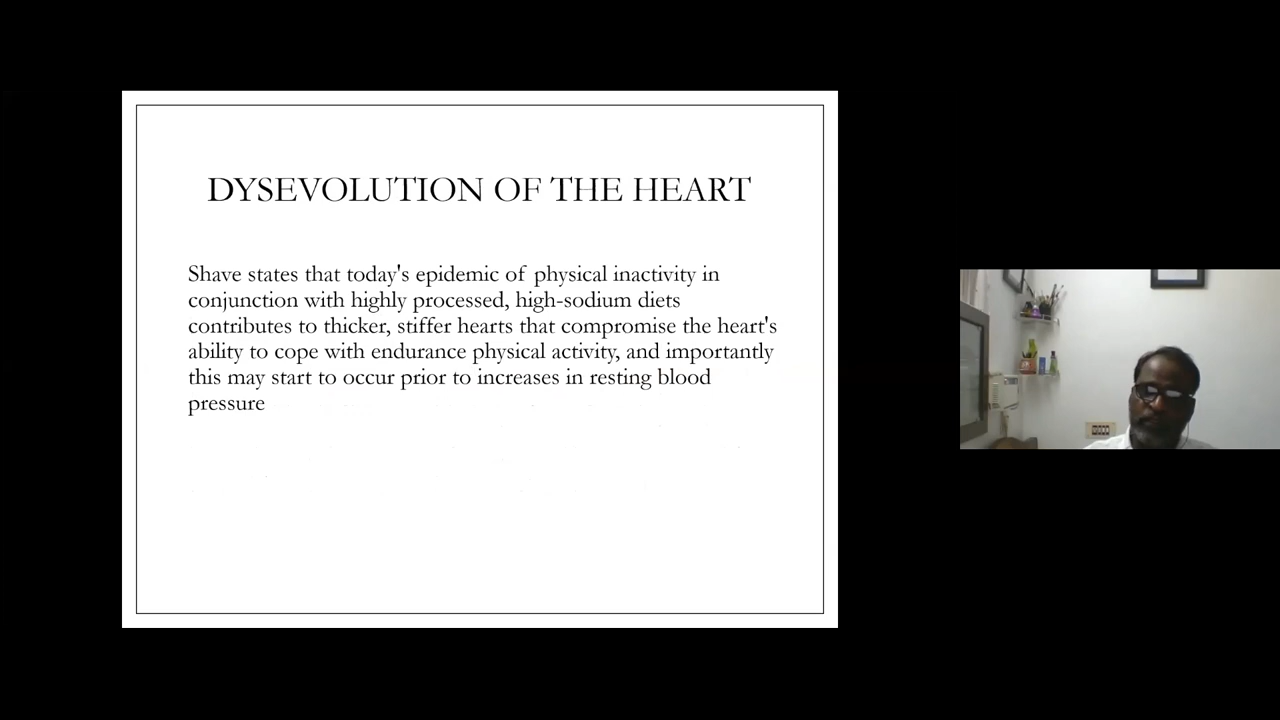 DYSEVOLUTION OF THE HEART
Shave states that today's epidemic of physical inactivity in
conjunction with highly processed, high-sodium diets
contributes to thicker, stiffer hearts that compromise the heart's
ability to cope with endurance physical activity, and importantly
this may start to occur prior to increases in resting blood
pressure